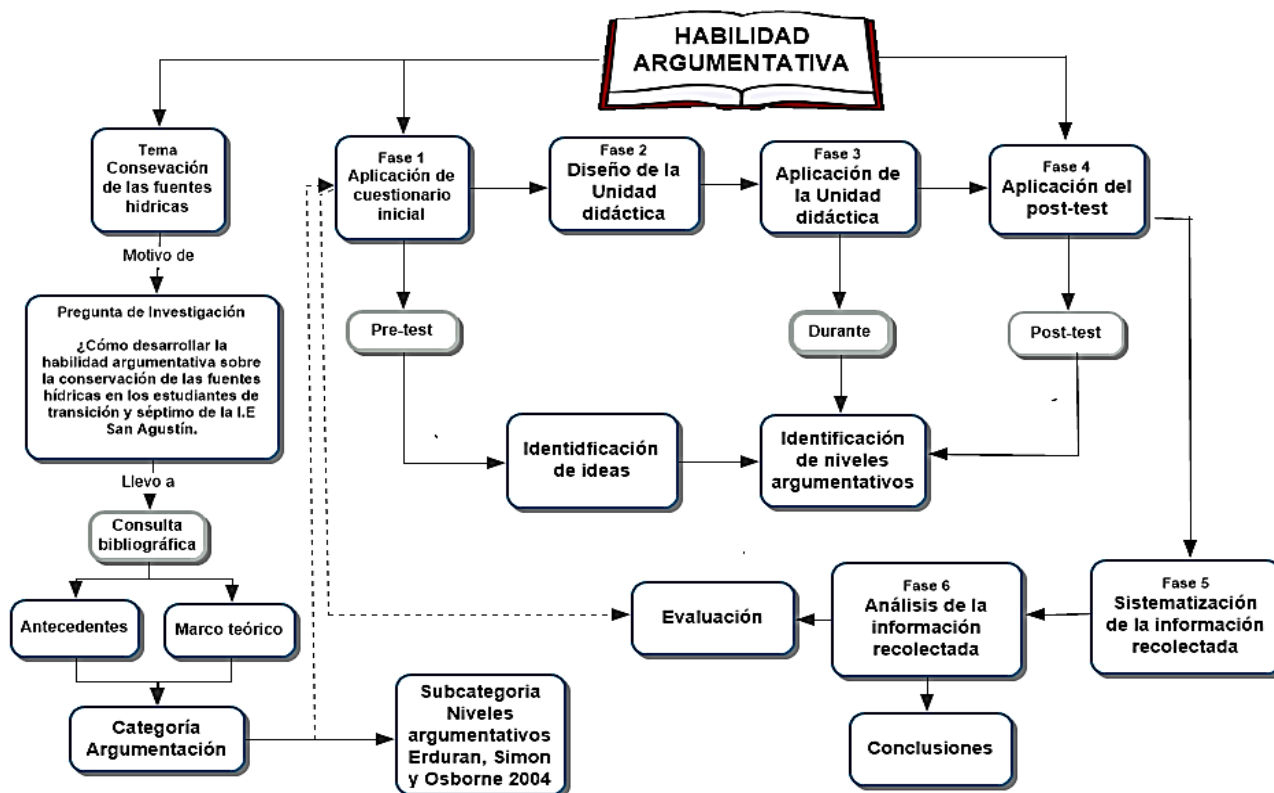 HABILIDAD
ARGUMENTATIVA
Tema
Consevación
de las fuentes
hidricas
Motivo de
Pregunta de Investigación
¿Cómo desarrollar la
habilidad argumentativa sobre
la conservación de las fuentes
hídricas en los estudiantes de
transición y séptimo de la I.E
San Agustín.
Llevo a
Consulta
bibliográfica
Antecedentes
Marco teórico
Categoría
Argumentación
Subcategoria
Niveles
argumentativos
Erduran, Simon
y Osborne 2004
Fase 1
Aplicación de
cuestionario
inicial
Fase 2
Diseño de la
Unidad
didáctica
Fase 3
Aplicación de
la Unidad
didáctica
Fase 4
Aplicación del
post-test
Pre-test
Durante
Post-test
Identidficación
de ideas
Identificación
de niveles
argumentativos
Evaluación
Fase 6
Análisis de la
información
recolectada
Fase 5
Sistematización
de la información
recolectada
Conclusiones